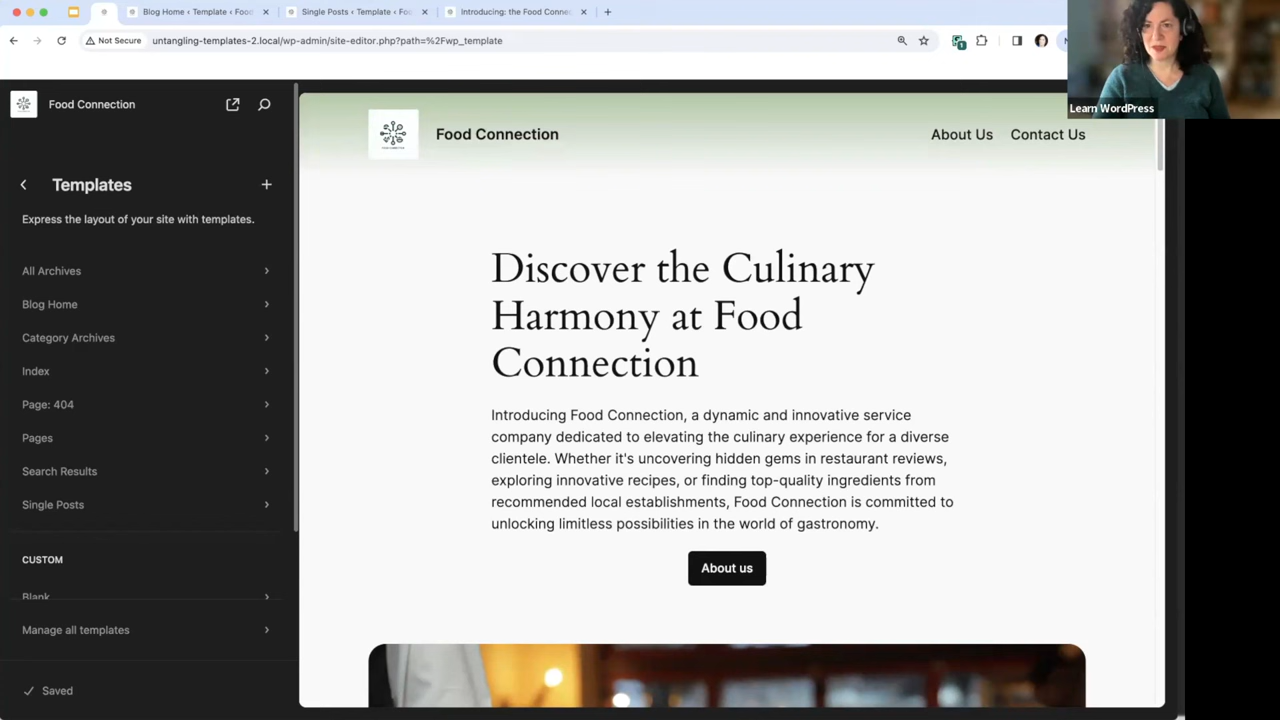 Blog Home ‹ Template ‹ Food
Single Posts ‹ Template ‹ Foo
Introducing: the Food Connec
Not Secure
untangling-templates-2.local/wp-admin/site-editor.php?path=%2Fwp_template
1
Learn WordPress
Food Connection
Templates
Express the layout of your site with templates.
All Archives
Blog Home
Category Archives
Index
Page: 404
Pages
Search Results
Single Posts
CUSTOM
Blank
Manage all templates
Saved
Food Connection
About Us
Contact Us
Discover the Culinary
Harmony at Food
Connection
Introducing Food Connection, a dynamic and innovative service
company dedicated to elevating the culinary experience for a diverse
clientele. Whether it's uncovering hidden gems in restaurant reviews,
exploring innovative recipes, or finding top-quality ingredients from
recommended local establishments, Food Connection is committed to
unlocking limitless possibilities in the world of gastronomy.
About us